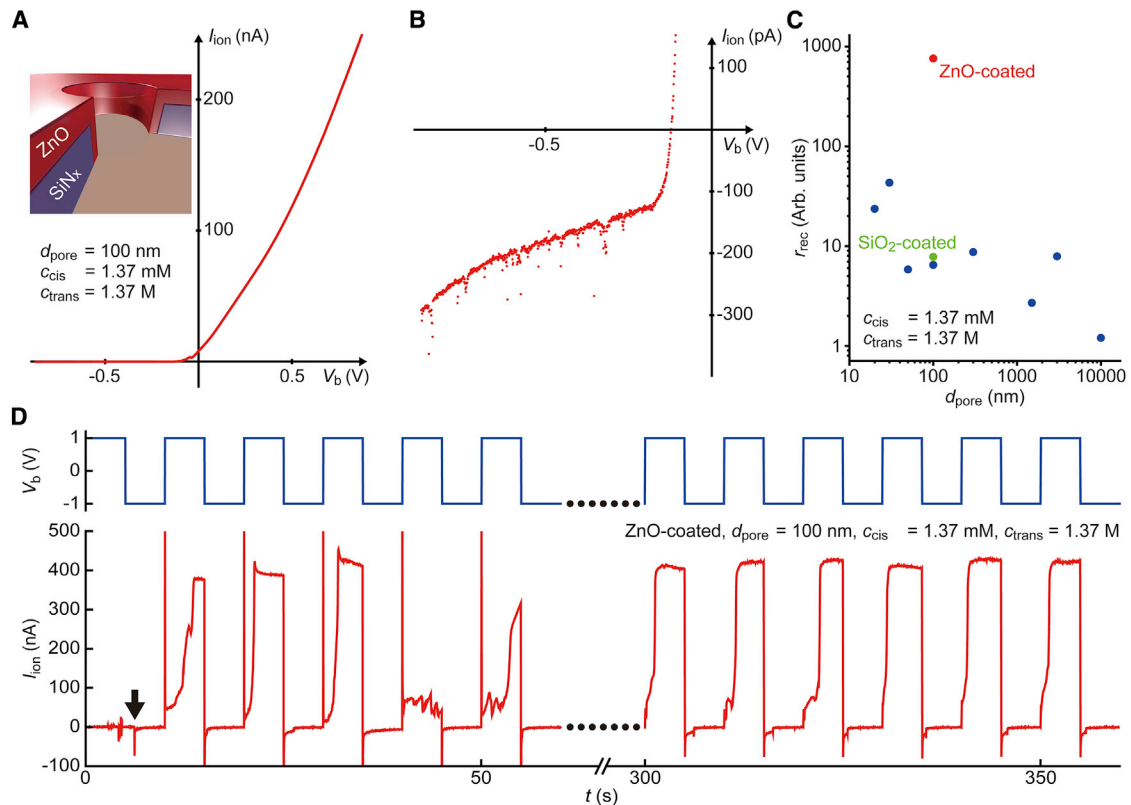 A
I_ion (nA)
200
100
-0.5
0.5
V_b (V)
ZnO
SiN_x
d_pore = 100 nm
c_cis = 1.37 mM
c_trans = 1.37 M
B
I_ion (pA)
100
-0.5
V_b (V)
-100
-200
-300
C
1000
100
10
1
r_rec (Arb. units)
ZnO-coated
SiO_2-coated
c_cis = 1.37 mM
c_trans = 1.37 M
10
100
1000
10000
d_pore (nm)
D
V_b (V)
1
0
-1
ZnO-coated, d_pore = 100 nm, c_cis = 1.37 mM, c_trans = 1.37 M
I_ion (nA)
500
400
300
200
100
0
-100
0
50
300
350
t (s)